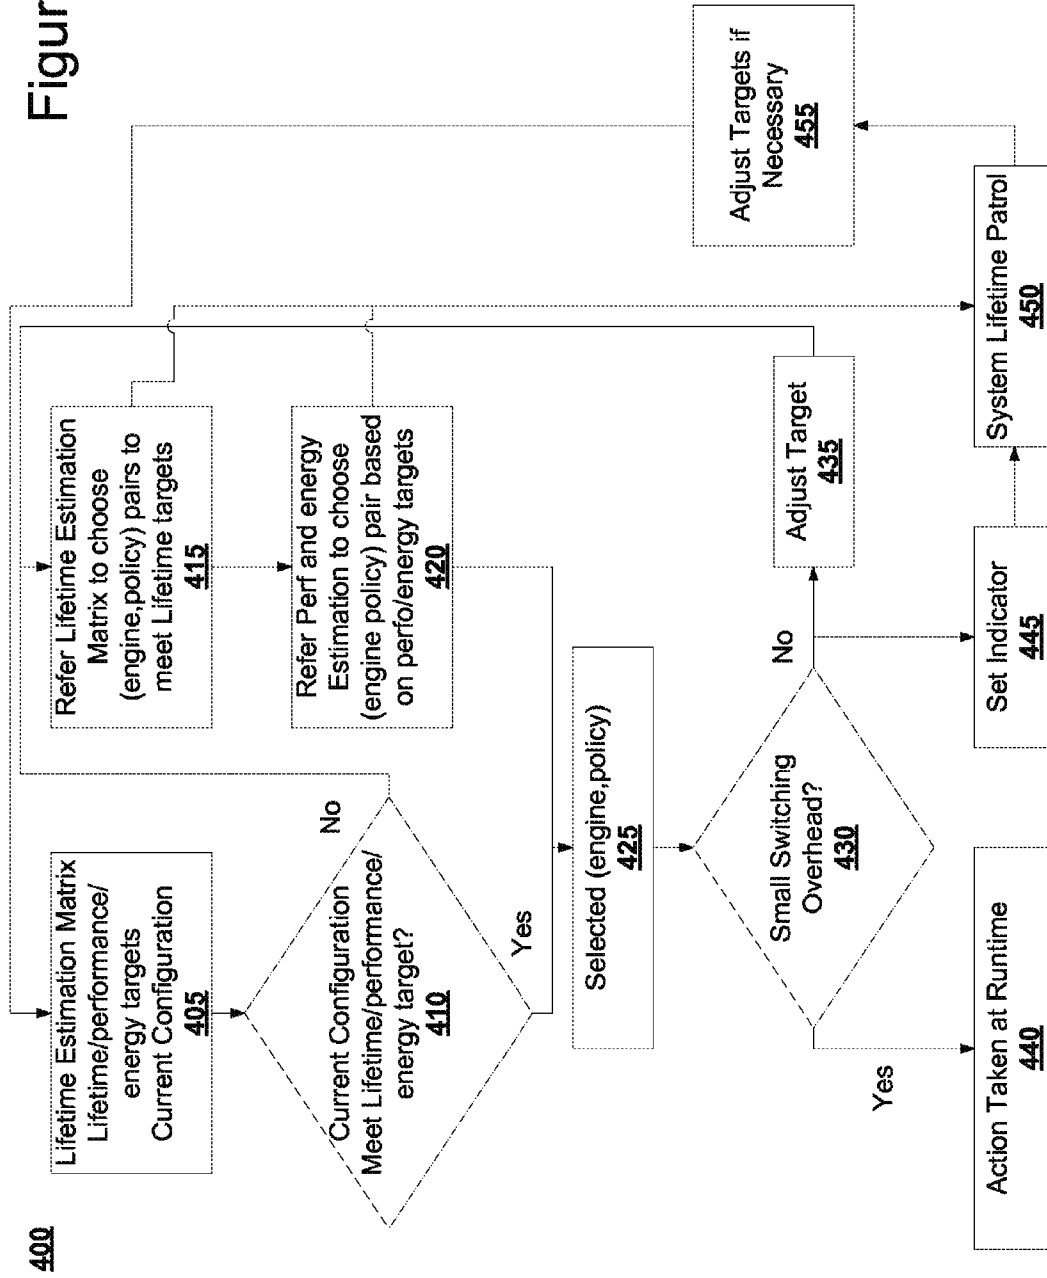 400
Figur
Lifetime Estimation Matrix
Lifetime/performance/
energy targets
Current Configuration
405
Current Configuration
Meet Lifetime/performance/
energy target?
410
No
Yes
Refer Lifetime Estimation
Matrix to choose
(engine,policy) pairs to
meet Lifetime targets
415
Refer Perf and energy
Estimation to choose
(engine policy) pair based
on perfo/energy targets
420
Selected (engine,policy)
425
Small Switching
Overhead?
430
No
Yes
Adjust Target
435
Action Taken at Runtime
440
Set Indicator
445
System Lifetime Patrol
450
Adjust Targets if
Necessary
455